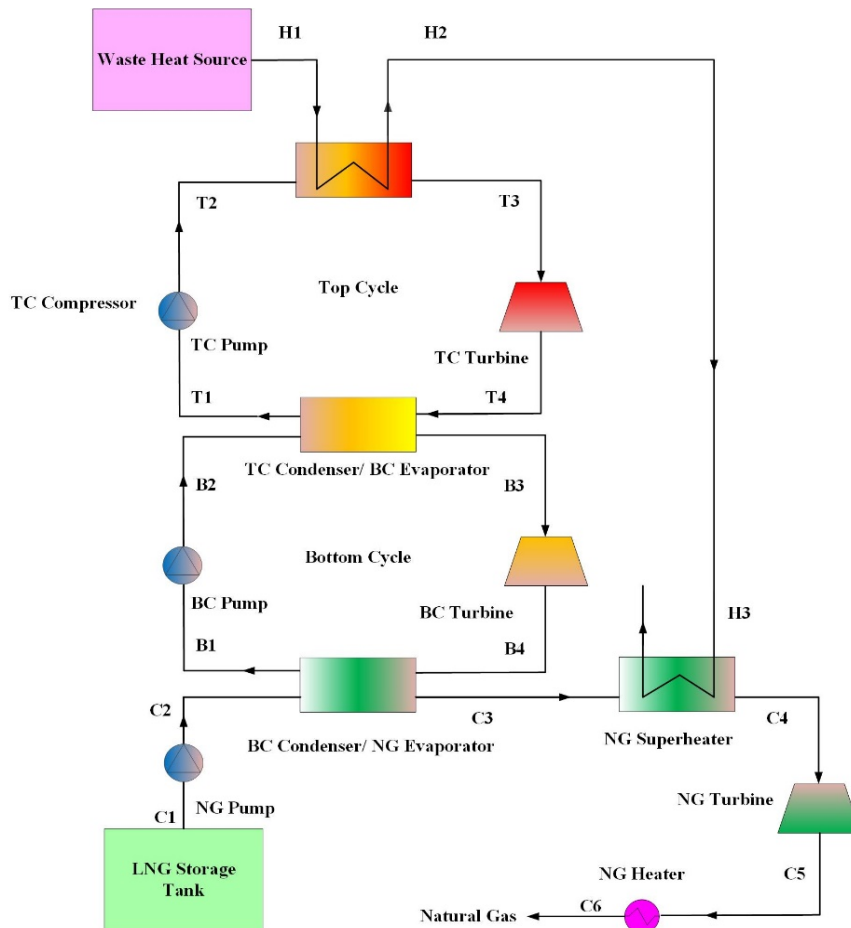 H1
H2
Waste Heat Source
T2
T3
TC Compressor
Top Cycle
TC Pump
TC Turbine
T1
T4
TC Condenser/ BC Evaporator
B2
B3
Bottom Cycle
BC Pump
BC Turbine
B1
B4
H3
C2
C3
C4
BC Condenser/ NG Evaporator
NG Superheater
NG Pump
NG Turbine
C1
LNG Storage
Tank
NG Heater
C5
Natural Gas
C6